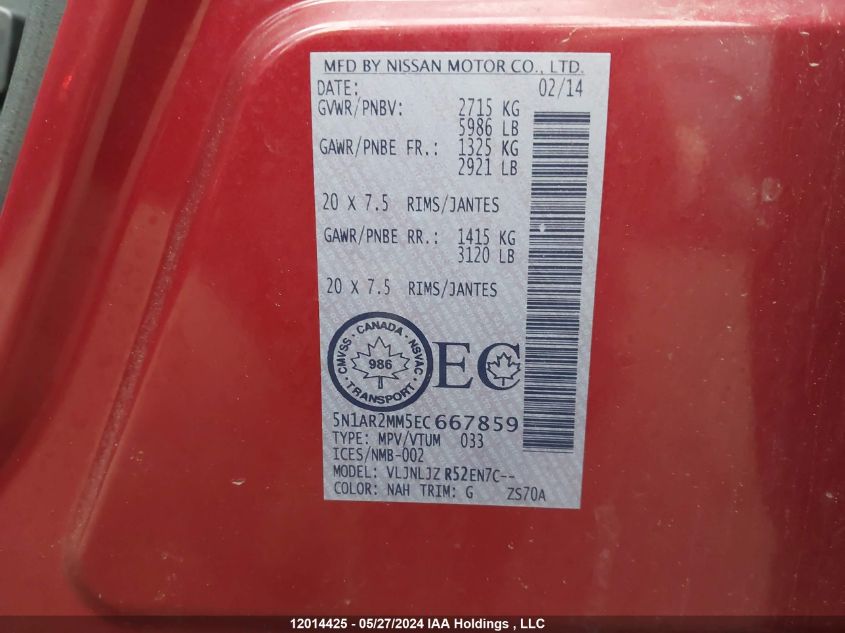 MFD BY NISSAN MOTOR CO., LTD.
DATE: 02/14
GVWR/PNBV: 2715 KG
5986 LB
GAWR/PNBE FR.: 1325 KG
2921 LB
20 X 7.5 RIMS/JANTES
GAWR/PNBE RR.: 1415 KG
3120 LB
20 X 7.5 RIMS/JANTES
CMVSS · CANADA · NSVAC · TRANSPORT ·
986
EC
5N1AR2MM5EC667859
TYPE: MPV/VTUM 033
ICES/NMB-002
MODEL: VLJNLJZ R52EN7C--
COLOR: NAH TRIM: G ZS70A
12014425 - 05/27/2024 IAA Holdings , LLC